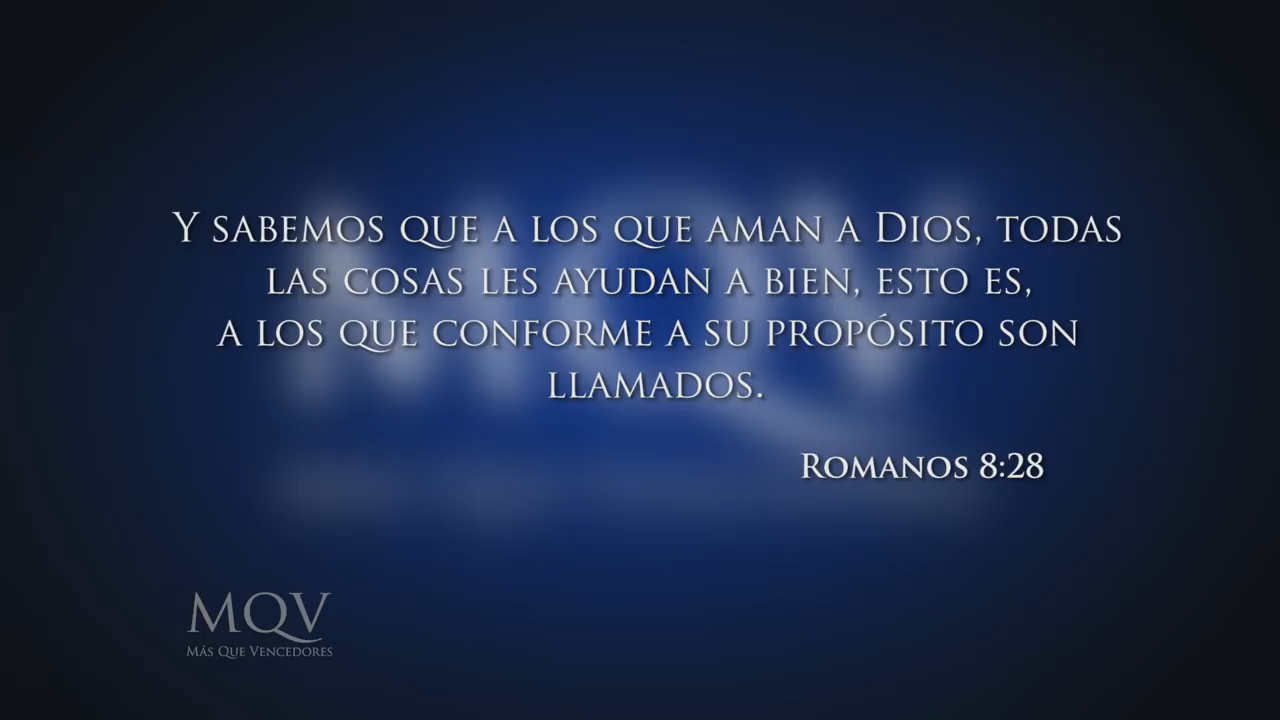 Y sabemos que a los que aman a Dios, todas
las cosas les ayudan a bien, esto es,
a los que conforme a su propósito son
llamados.
Romanos 8:28
MQV
Más Que Vencedores